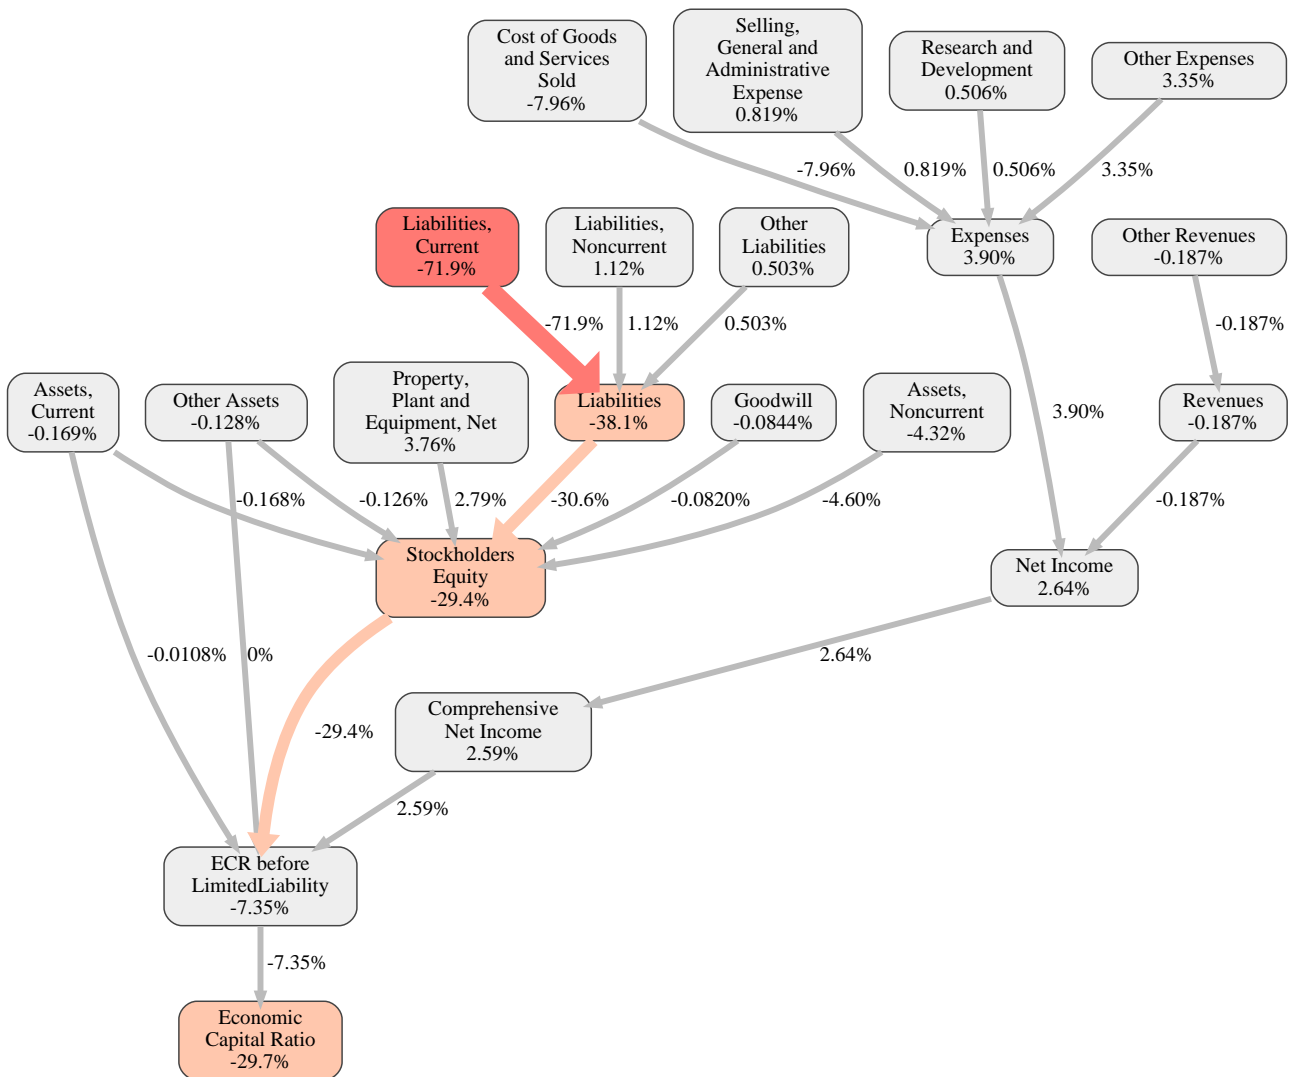 Cost of Goods
and Services
Sold
-7.96%
Selling,
General and
Administrative
Expense
0.819%
Research and
Development
0.506%
Other Expenses
3.35%
-7.96%
0.819%
0.506%
3.35%
Liabilities,
Current
-71.9%
Liabilities,
Noncurrent
1.12%
Other
Liabilities
0.503%
Expenses
3.90%
Other Revenues
-0.187%
-71.9%
1.12%
0.503%
-0.187%
Assets,
Current
-0.169%
Other Assets
-0.128%
Property,
Plant and
Equipment, Net
3.76%
Liabilities
-38.1%
Goodwill
-0.0844%
Assets,
Noncurrent
-4.32%
3.90%
Revenues
-0.187%
-0.168%
-0.126%
2.79%
-30.6%
-0.0820%
-4.60%
-0.187%
Stockholders
Equity
-29.4%
Net Income
2.64%
-0.0108%
0%
2.64%
-29.4%
Comprehensive
Net Income
2.59%
2.59%
ECR before
LimitedLiability
-7.35%
-7.35%
Economic
Capital Ratio
-29.7%